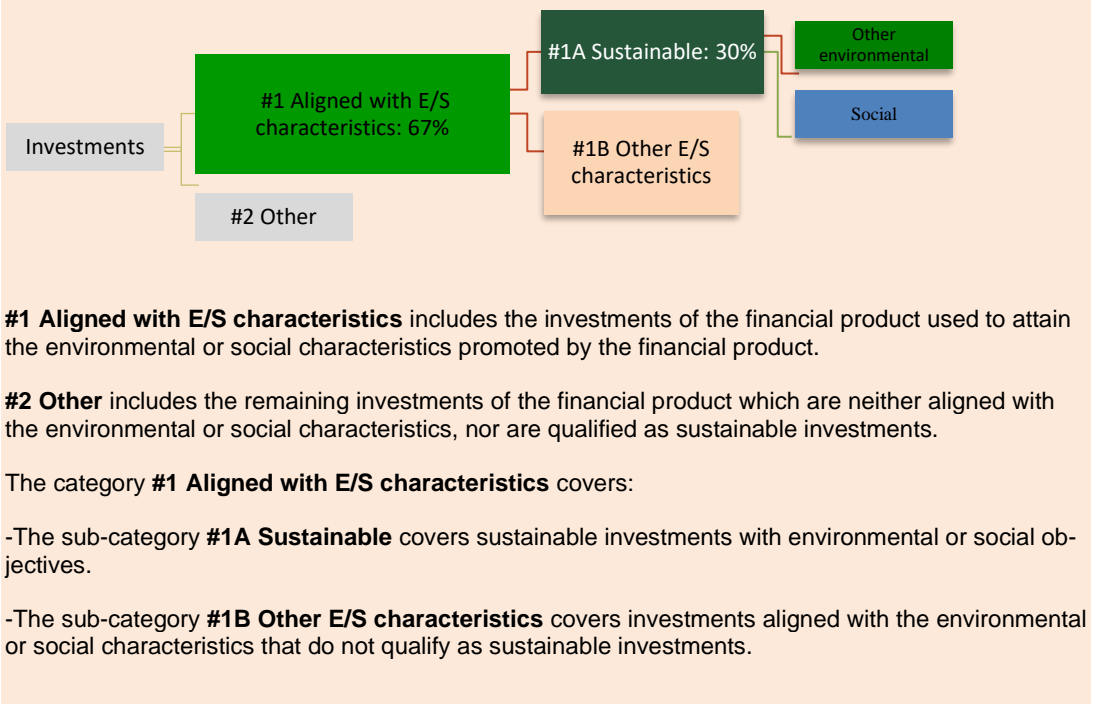 Investments
#1 Aligned with E/S
characteristics: 67%
#2 Other
#1A Sustainable: 30%
#1B Other E/S
characteristics
Other
environmental
Social
#1 Aligned with E/S characteristics includes the investments of the financial product used to attain
the environmental or social characteristics promoted by the financial product.
#2 Other includes the remaining investments of the financial product which are neither aligned with
the environmental or social characteristics, nor are qualified as sustainable investments.
The category #1 Aligned with E/S characteristics covers:
-The sub-category #1A Sustainable covers sustainable investments with environmental or social ob-
jectives.
-The sub-category #1B Other E/S characteristics covers investments aligned with the environmental
or social characteristics that do not qualify as sustainable investments.